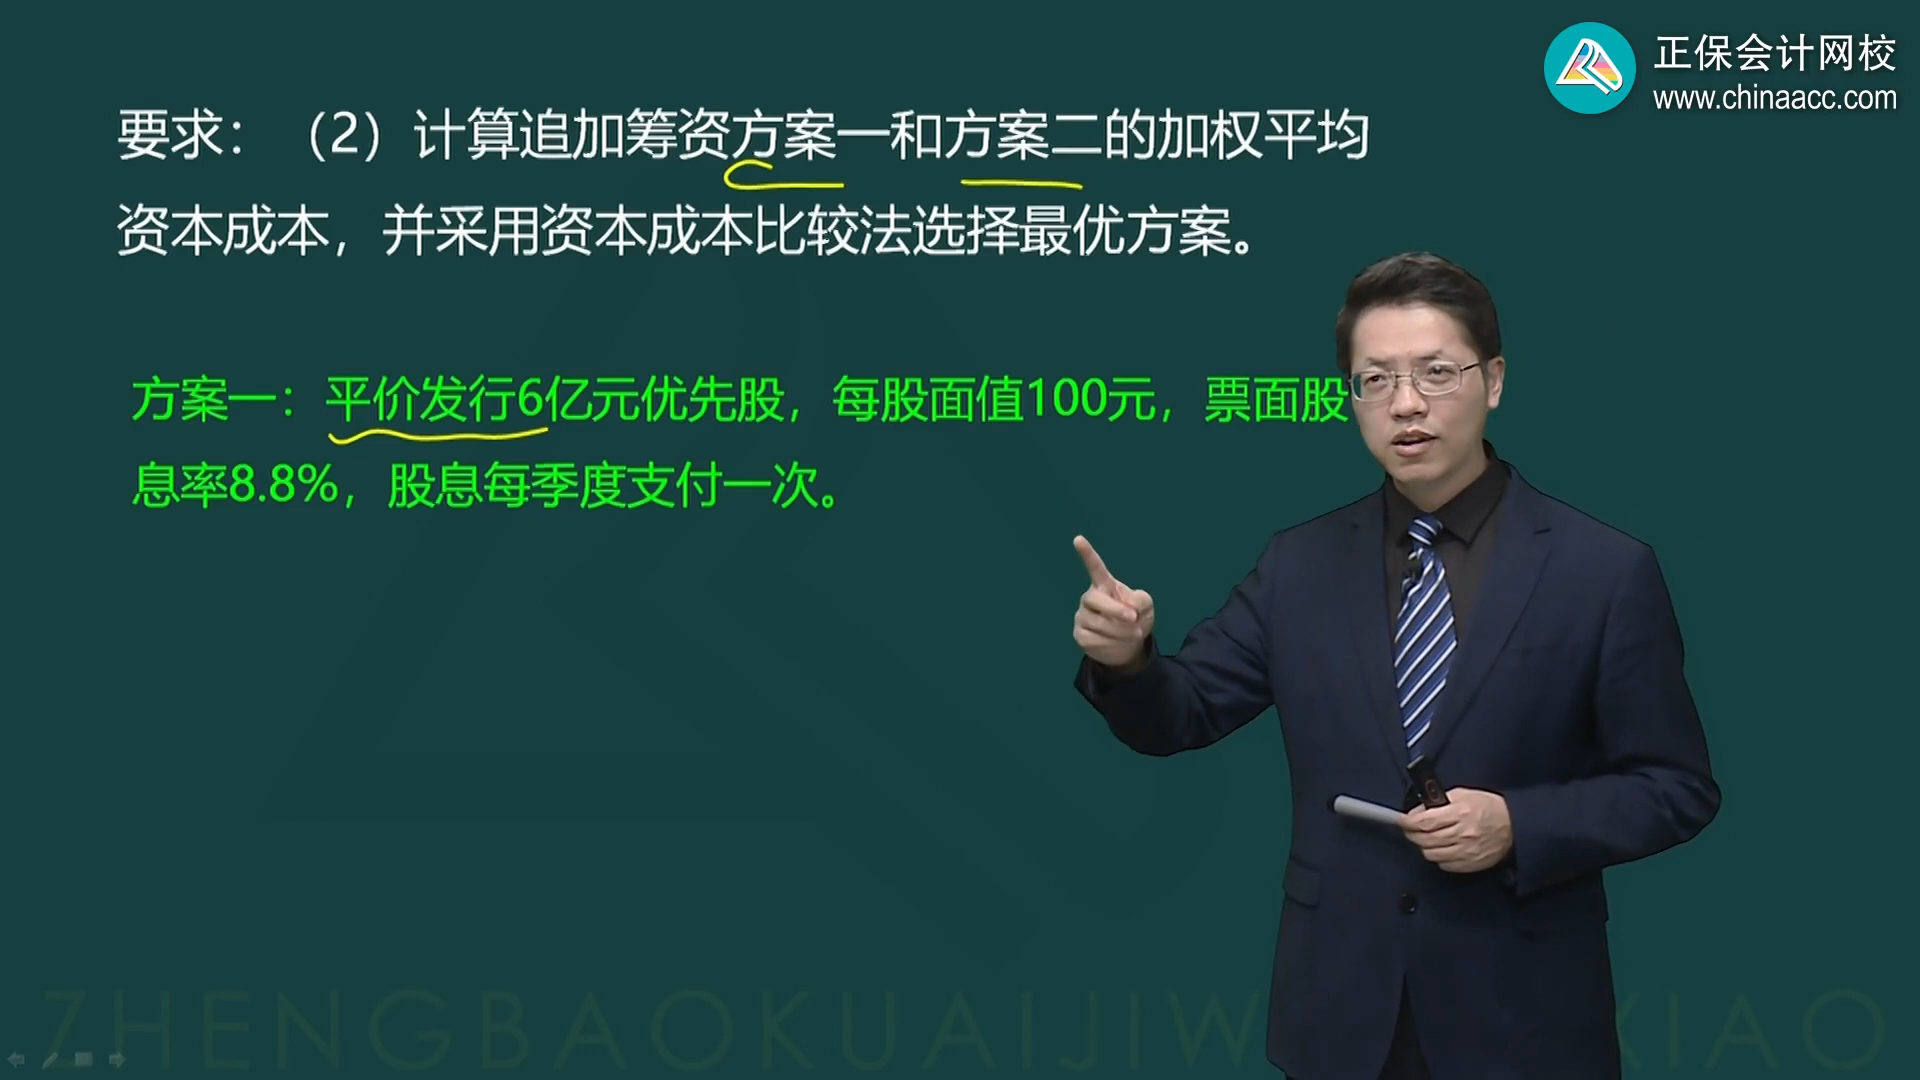 正保会计网校
www.chinaacc.com
要求：（2）计算追加筹资方案一和方案二的加权平均
资本成本，并采用资本成本比较法选择最优方案。
方案一：平价发行6亿元优先股，每股面值100元，票面股
息率8.8%，股息每季度支付一次。
ZHENGBAOKUAIJIW XIAO